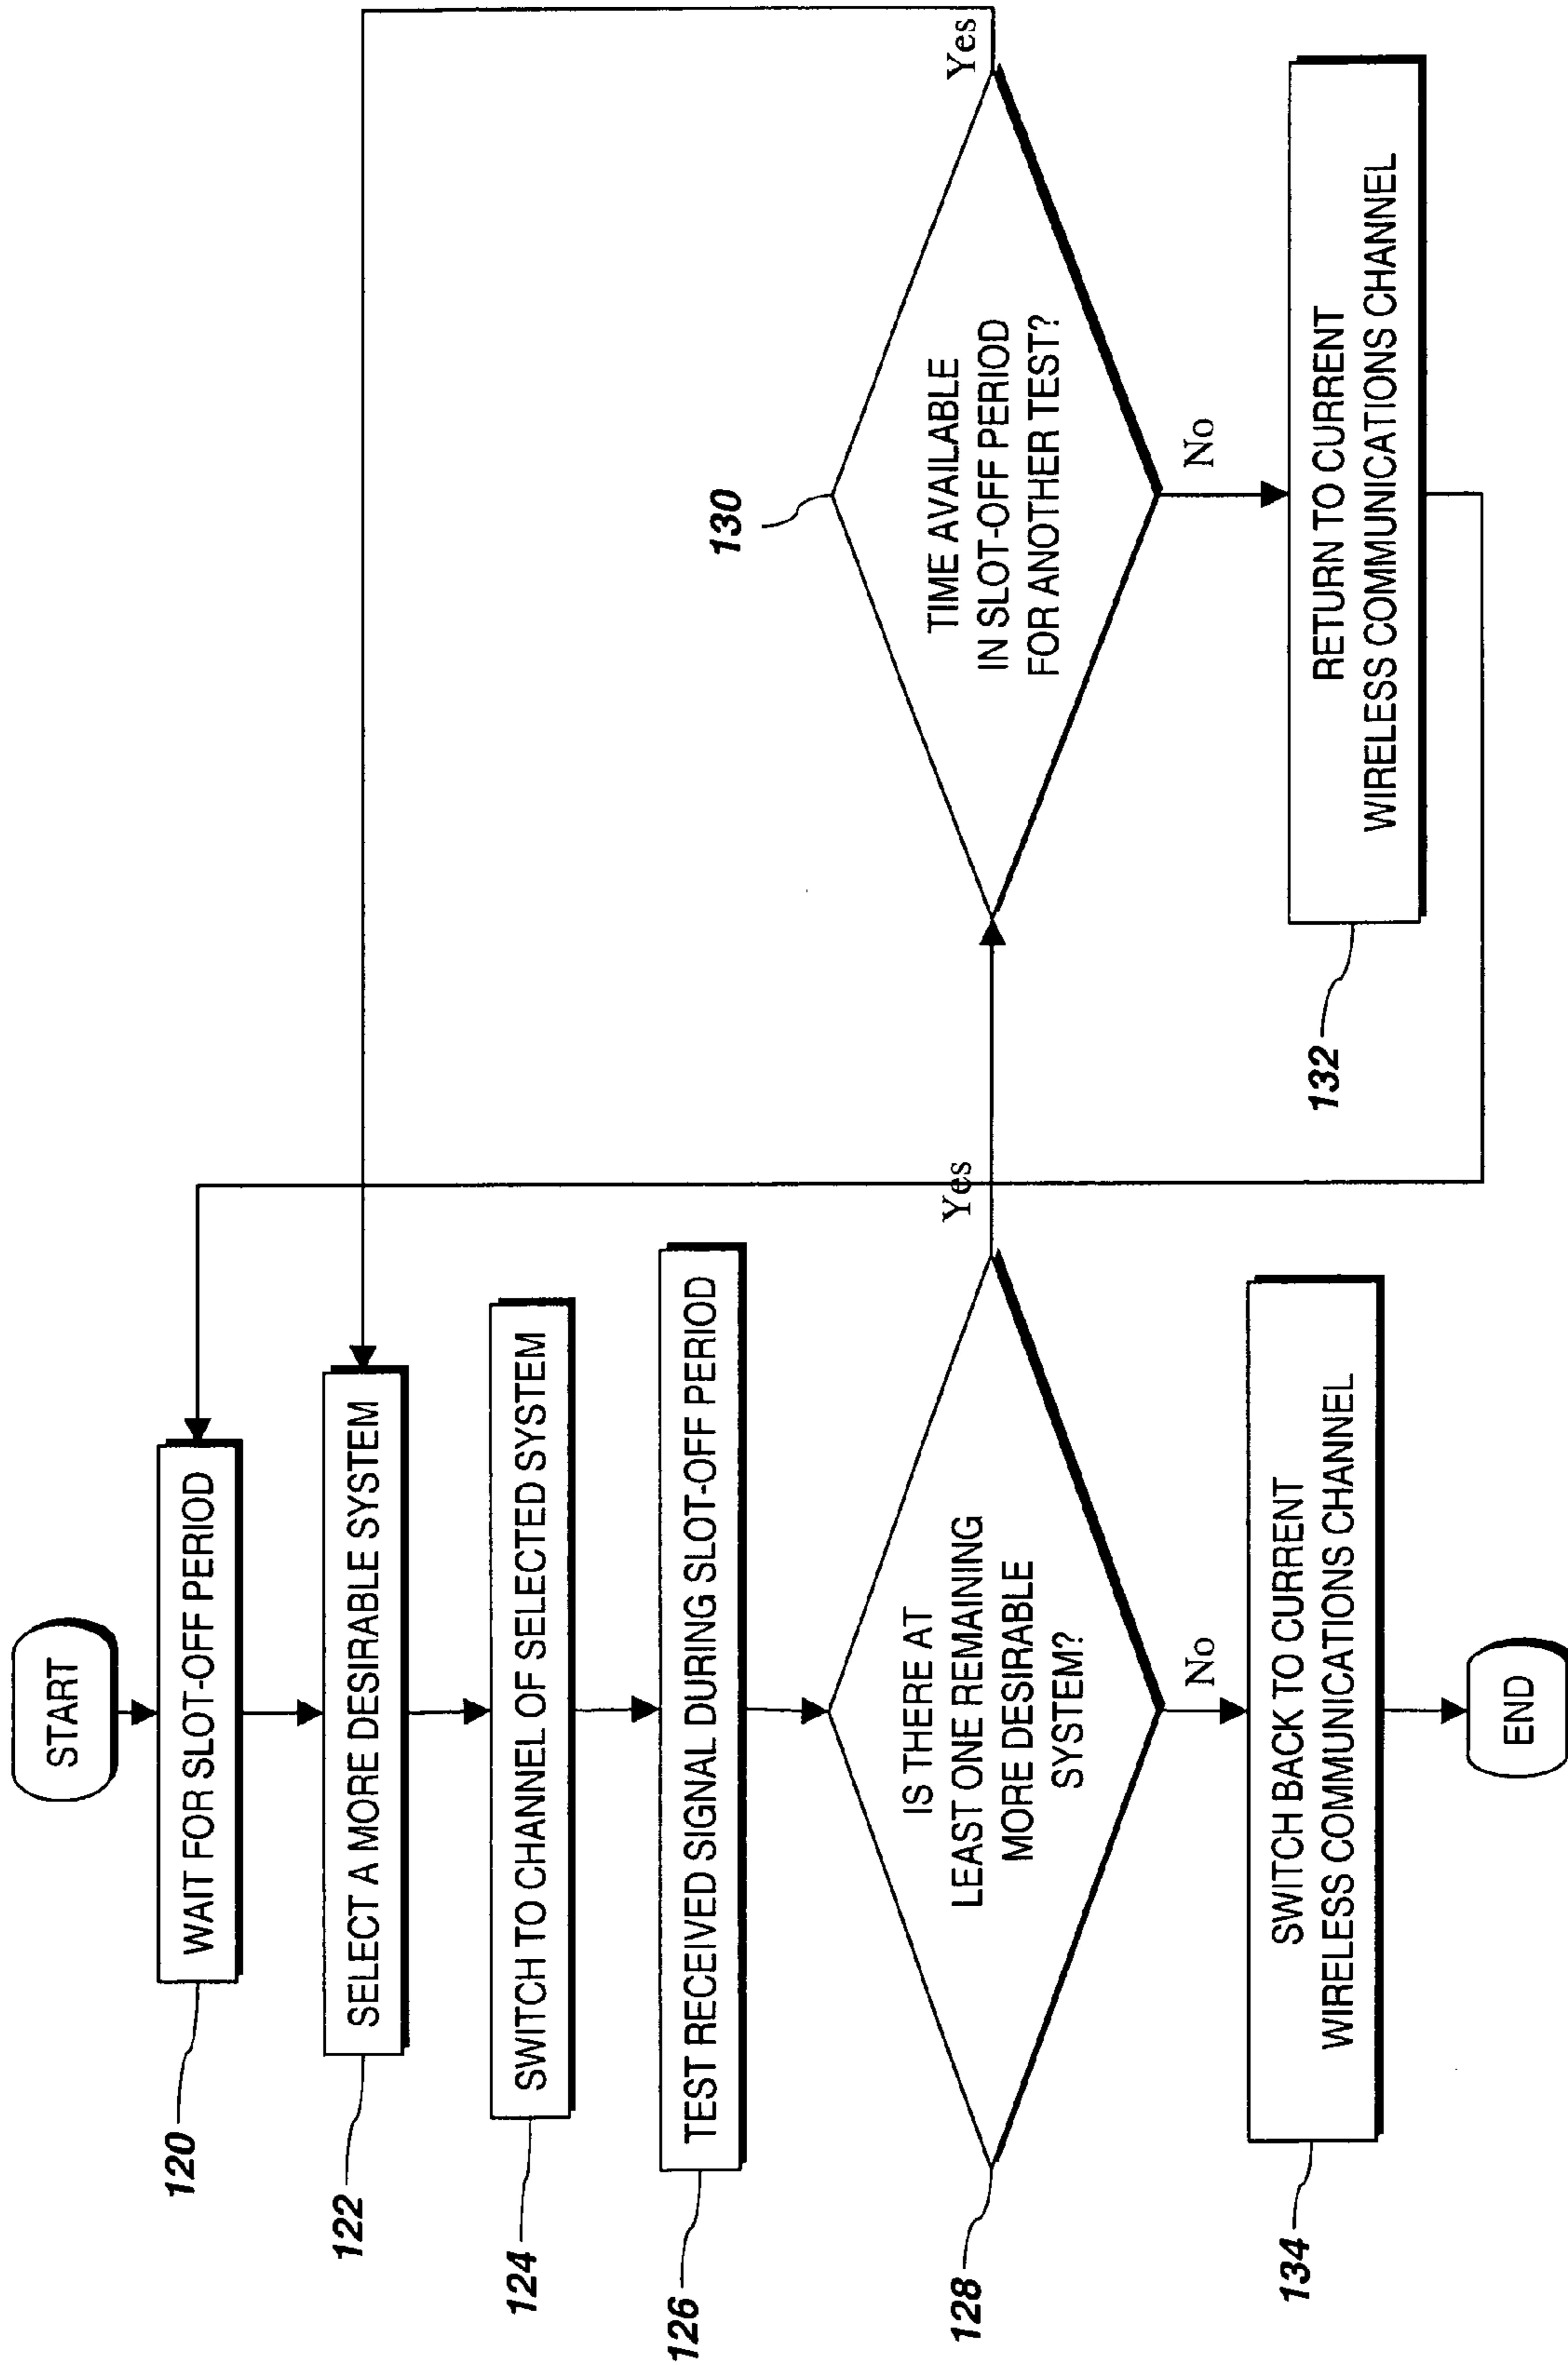 START
WAIT FOR SLOT-OFF PERIOD
120
SELECT A MORE DESIRABLE SYSTEM
122
SWITCH TO CHANNEL OF SELECTED SYSTEM
124
TEST RECEIVED SIGNAL DURING SLOT-OFF PERIOD
126
IS THERE AT
LEAST ONE REMAINING
MORE DESIRABLE
SYSTEM?
128
Yes
No
130
TIME AVAILABLE
IN SLOT-OFF PERIOD
FOR ANOTHER TEST?
Yes
No
SWITCH BACK TO CURRENT
WIRELESS COMMUNICATIONS CHANNEL
134
RETURN TO CURRENT
WIRELESS COMMUNICATIONS CHANNEL
132
END